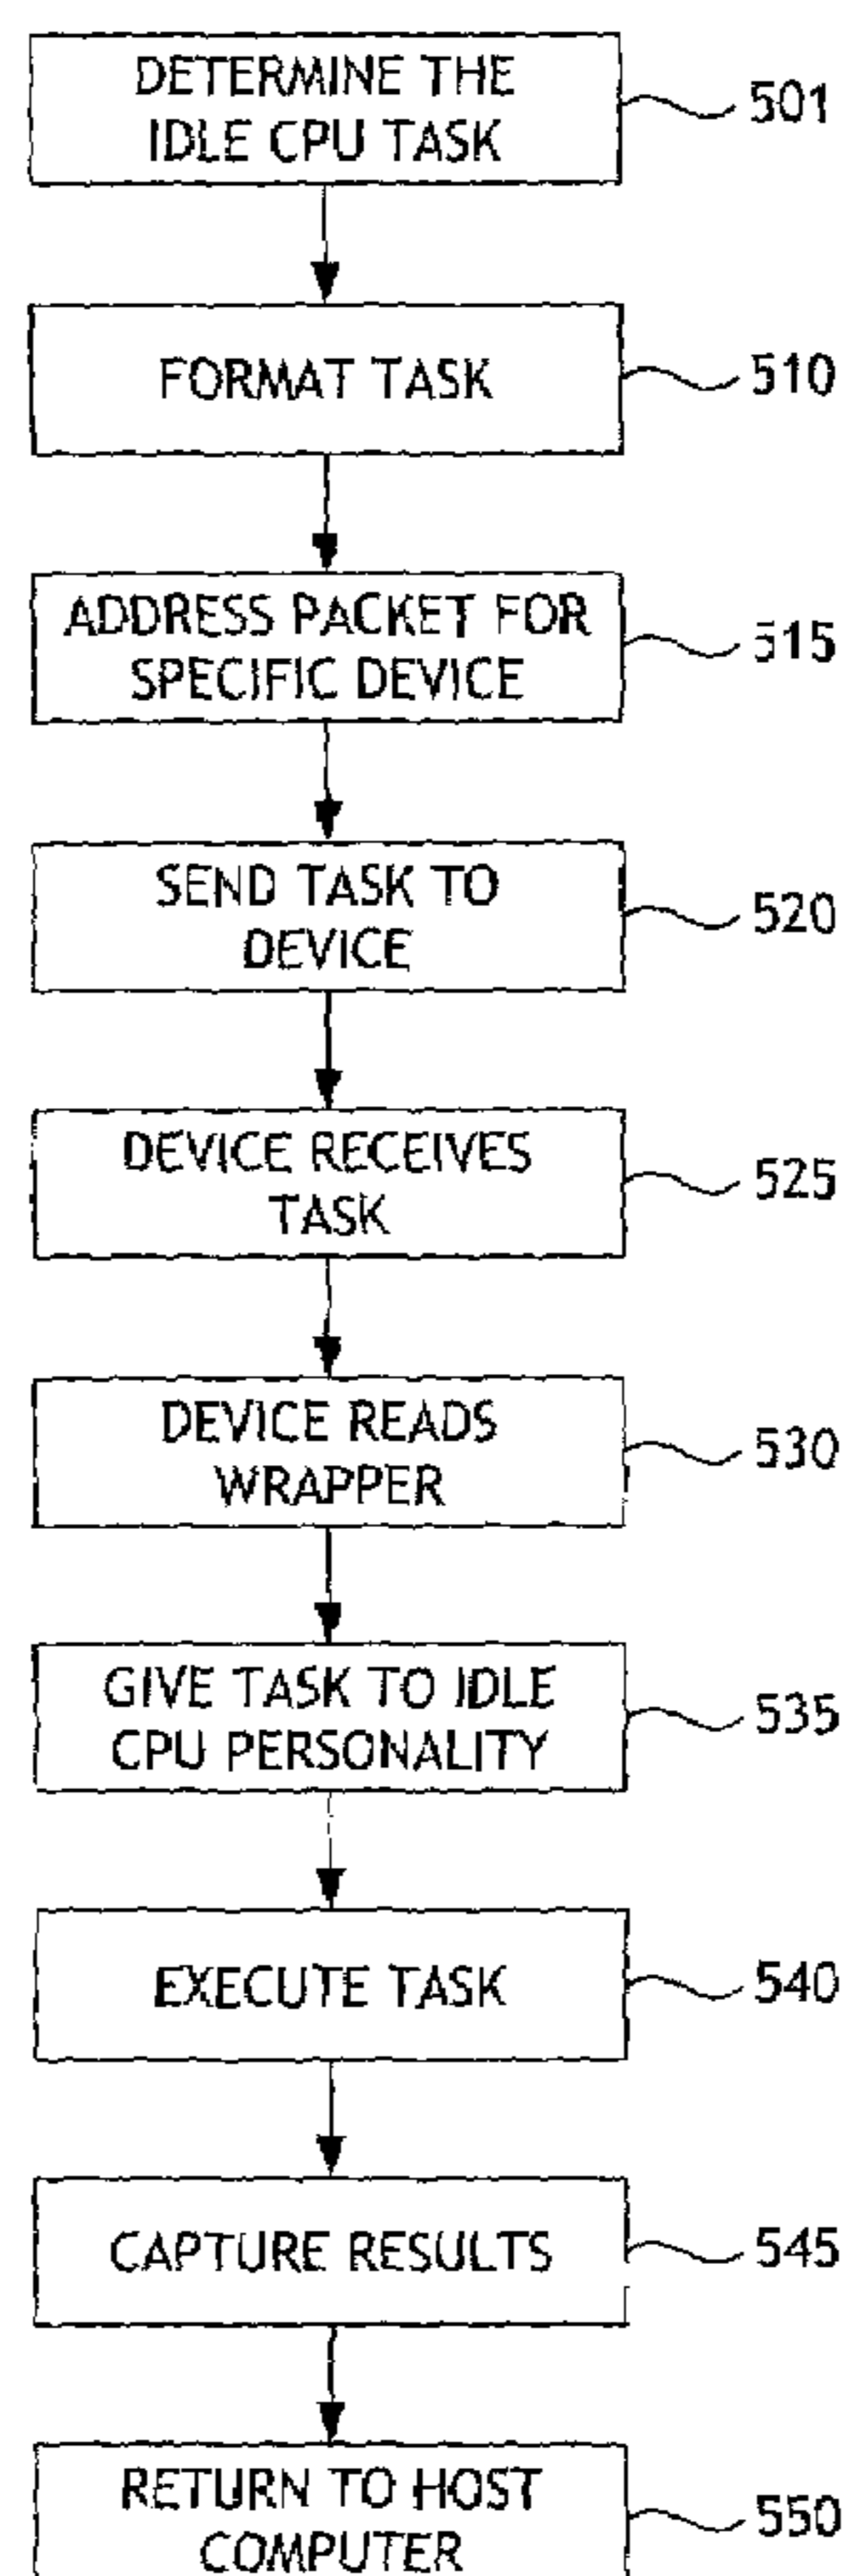 DETERMINE THE
IDLE CPU TASK
501
FORMAT TASK
510
ADDRESS PACKET FOR
SPECIFIC DEVICE
515
SEND TASK TO
DEVICE
520
DEVICE RECEIVES
TASK
525
DEVICE READS
WRAPPER
530
GIVE TASK TO IDLE
CPU PERSONALITY
535
EXECUTE TASK
540
CAPTURE RESULTS
545
RETURN TO HOST
COMPUTER
550